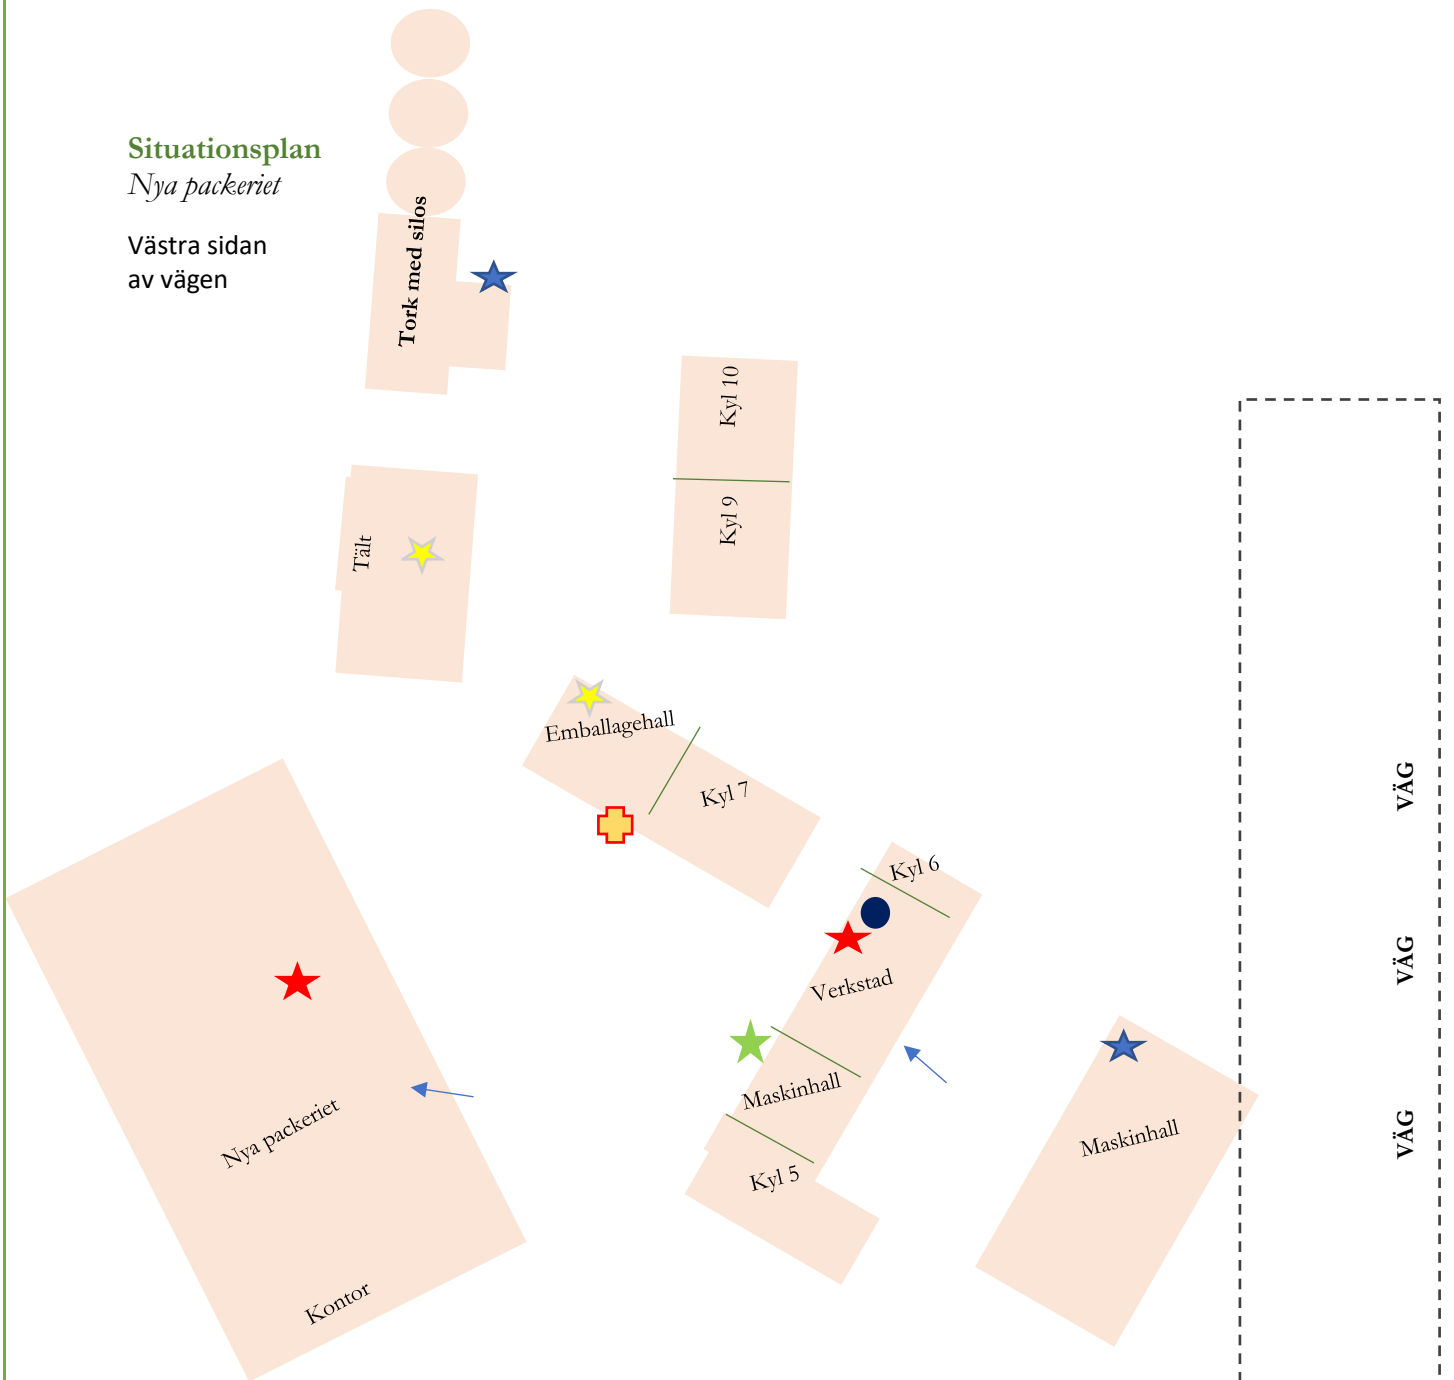 Situationsplan
Nya packeriet
Västra sidan
av vägen
Tork med silos
Kyl 10
Kyl 9
Tält
Emballagehall
Kyl 7
Kyl 6
Verkstad
Maskinhall
Kyl 5
Maskinhall
Nya packeriet
Kontor
VÄG
VÄG
VÄG